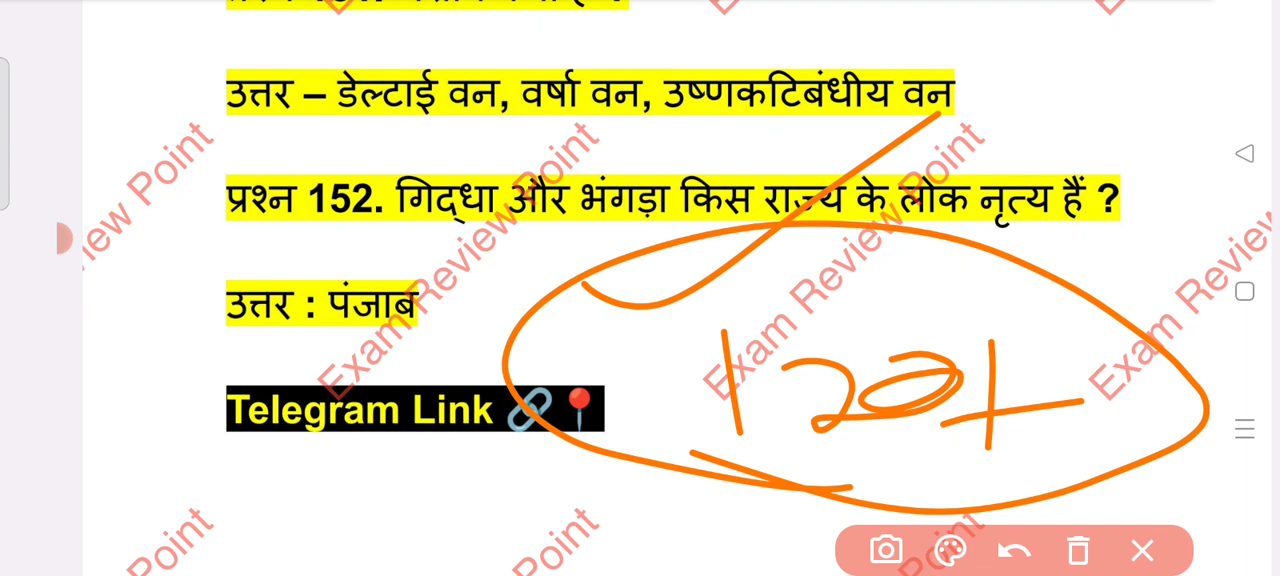 उत्तर – डेल्टाई वन, वर्षा वन, उष्णकटिबंधीय वन
प्रश्न 152. गिद्धा और भंगड़ा किस राज्य के लोक नृत्य हैं ?
उत्तर : पंजाब
Telegram Link
120+
Exam Review Point